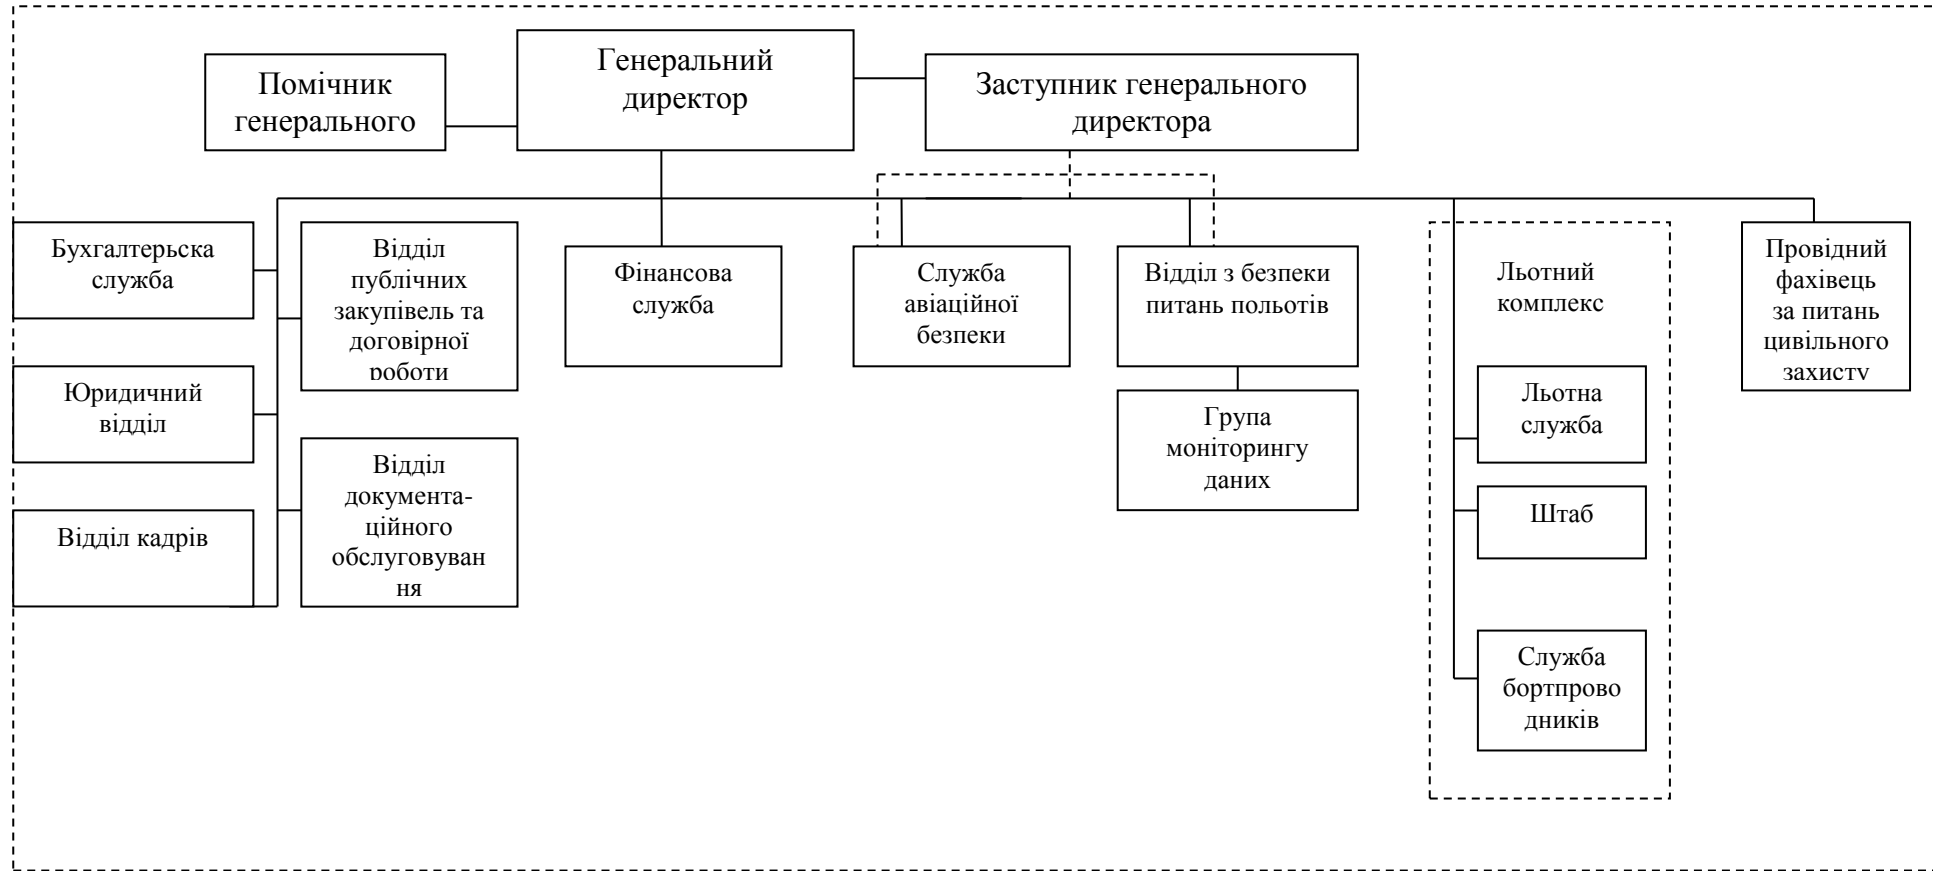 Помічник
генерального
Генеральний
директор
Заступник генерального
директора
Бухгалтерьска
служба
Юридичний
відділ
Відділ кадрів
Відділ
публічних
закупівель та
договірної
роботи
Відділ
документа-
ційного
обслуговуван
ня
Фінансова
служба
Служба
авіаційної
безпеки
Відділ з безпеки
питань польотів
Група
моніторингу
даних
Льотний
комплекс
Льотна
служба
Штаб
Служба
бортпрово
дників
Провідний
фахівець
за питань
цивільного
захисту